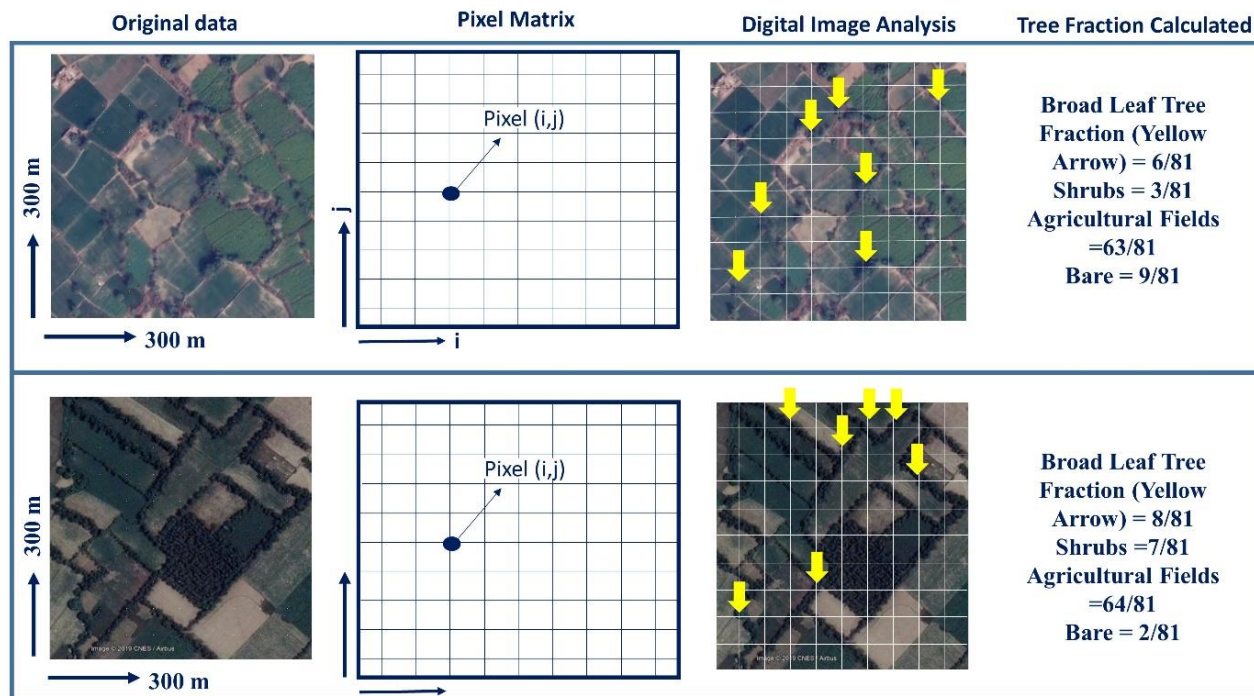 Original data
Pixel Matrix
Digital Image Analysis
Tree Fraction Calculated
300 m
300 m
Pixel (i,j)
j
i
Broad Leaf Tree
Fraction (Yellow
Arrow) = 6/81
Shrubs = 3/81
Agricultural Fields
=63/81
Bare = 9/81
300 m
Image © 2019 CNES / Airbus
300 m
Pixel (i,j)
Image © 2019 CNES / Airbus
Broad Leaf Tree
Fraction (Yellow
Arrow) = 8/81
Shrubs =7/81
Agricultural Fields
=64/81
Bare = 2/81